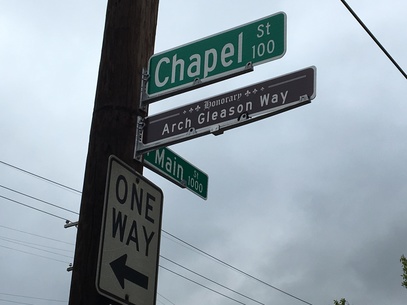 Chapel St 100
Honorary
Arch Gleason Way
Main St 1000
ONE
WAY